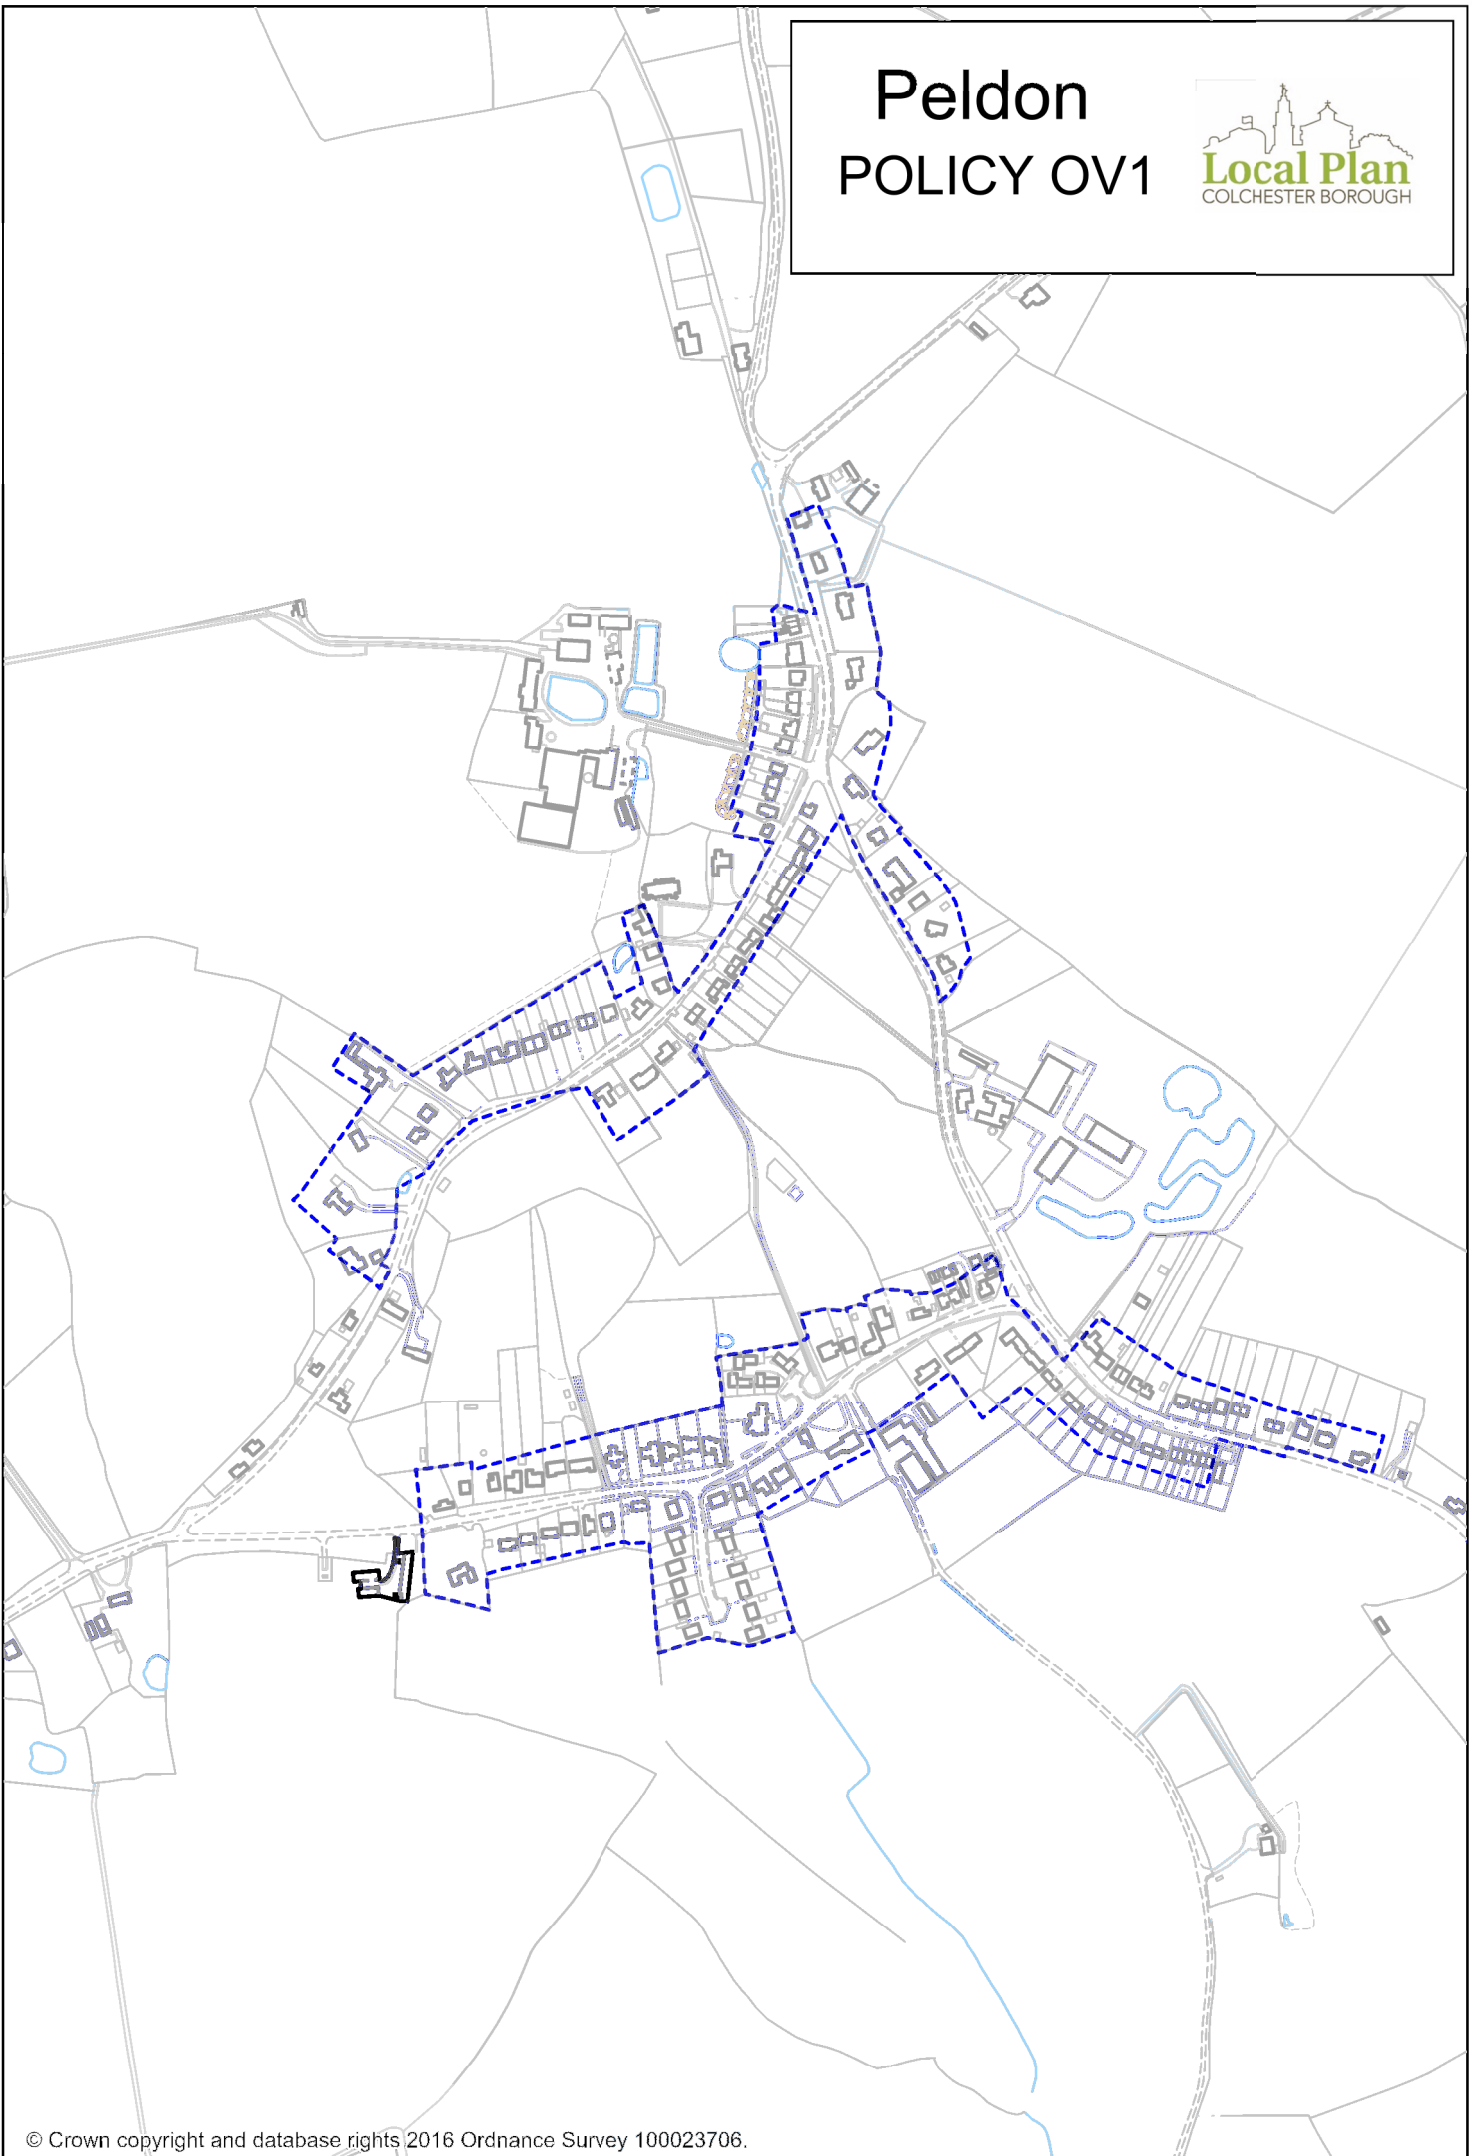 Peldon
POLICY OV1
Local Plan
COLCHESTER BOROUGH
© Crown copyright and database rights 2016 Ordnance Survey 100023706.